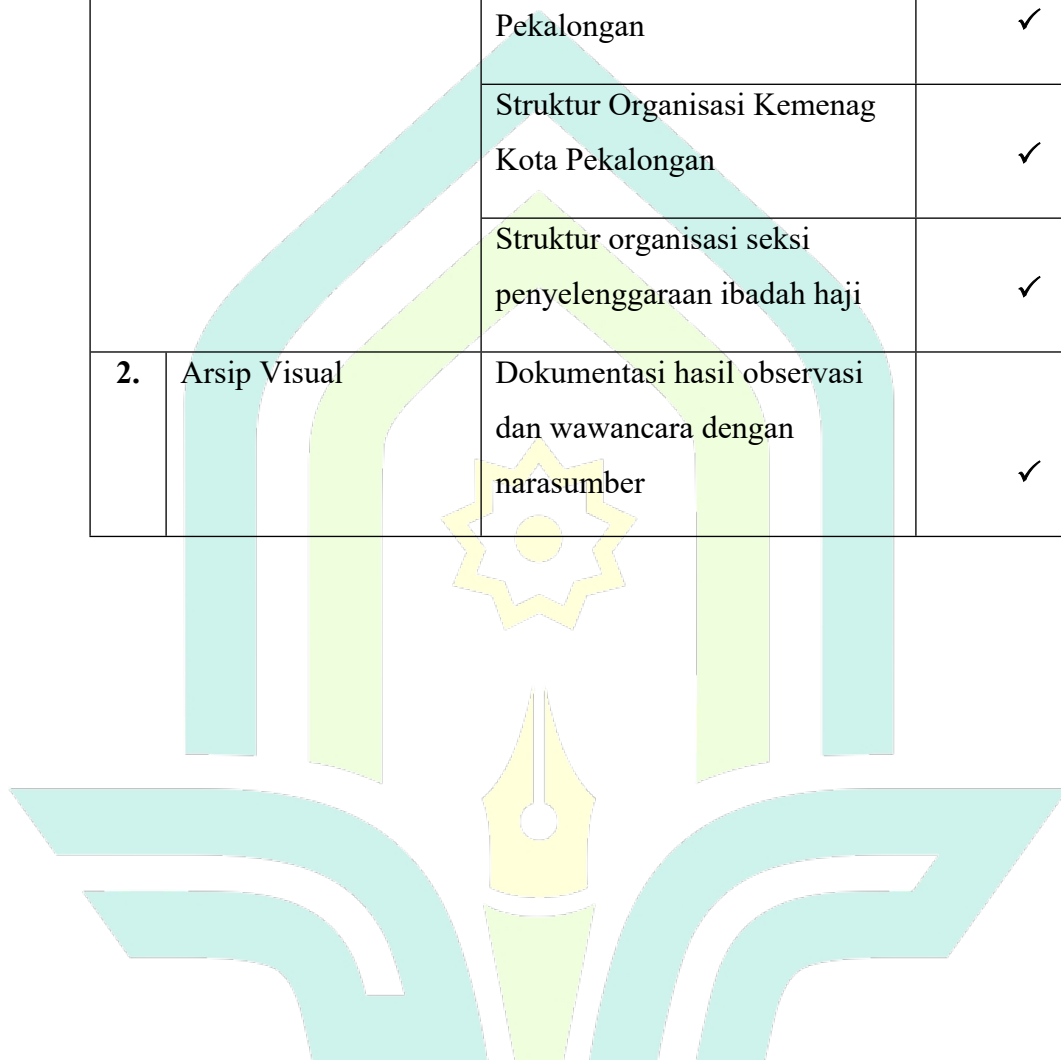 Pekalongan ✓
Struktur Organisasi Kemenag
Kota Pekalongan ✓
Struktur organisasi seksi
penyelenggaraan ibadah haji ✓
2. Arsip Visual Dokumentasi hasil observasi
dan wawancara dengan
narasumber ✓